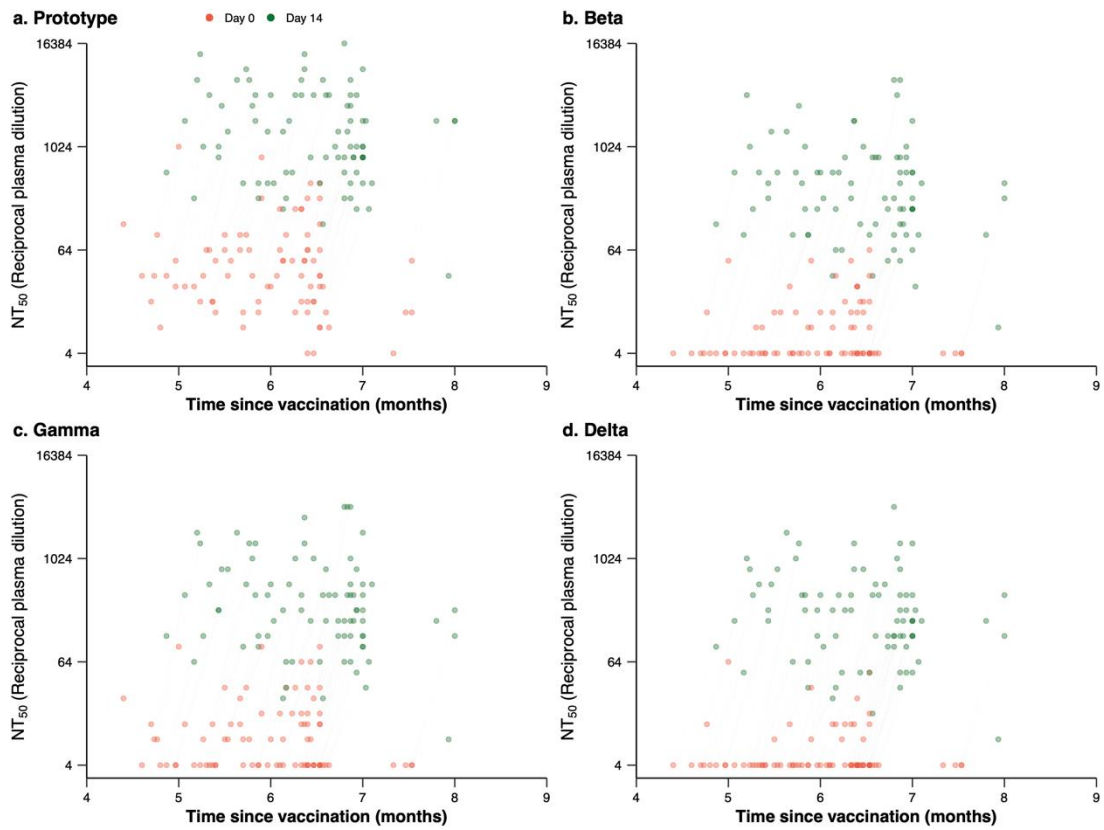 a. Prototype
Day 0
Day 14
16384
1024
64
4
NT50 (Reciprocal plasma dilution)
4 5 6 7 8 9
Time since vaccination (months)
b. Beta
16384
1024
64
4
NT50 (Reciprocal plasma dilution)
4 5 6 7 8 9
Time since vaccination (months)
c. Gamma
16384
1024
64
4
NT50 (Reciprocal plasma dilution)
4 5 6 7 8 9
Time since vaccination (months)
d. Delta
16384
1024
64
4
NT50 (Reciprocal plasma dilution)
4 5 6 7 8 9
Time since vaccination (months)